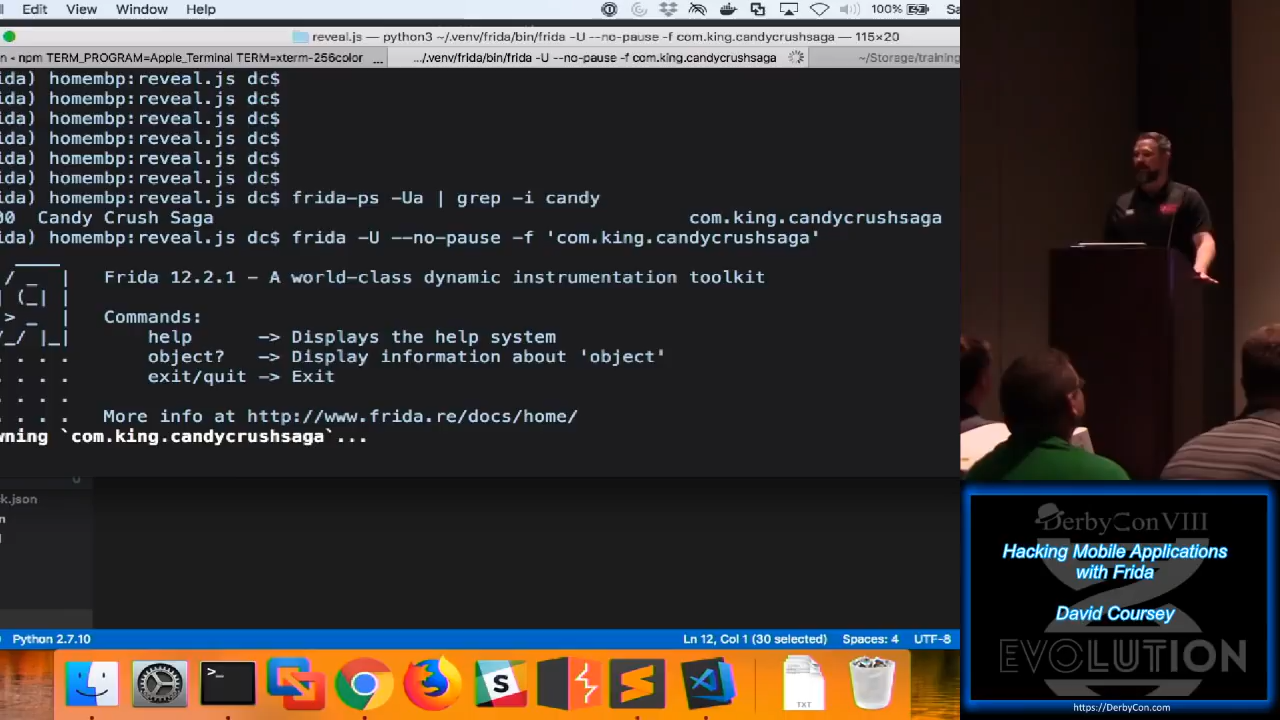 Edit View Window Help 100% Sa
reveal.js — python3 ~/.venv/frida/bin/frida -U --no-pause -f com.king.candycrushsaga — 115×20
n - npm TERM_PROGRAM=Apple_Terminal TERM=xterm-256color ... .../.venv/frida/bin/frida -U --no-pause -f com.king.candycrushsaga ~/Storage/training
ida) homembp:reveal.js dc$
ida) homembp:reveal.js dc$
ida) homembp:reveal.js dc$
ida) homembp:reveal.js dc$
ida) homembp:reveal.js dc$
ida) homembp:reveal.js dc$
ida) homembp:reveal.js dc$ frida-ps -Ua | grep -i candy
00 Candy Crush Saga com.king.candycrushsaga
ida) homembp:reveal.js dc$ frida -U --no-pause -f 'com.king.candycrushsaga'
____
/ _ | Frida 12.2.1 - A world-class dynamic instrumentation toolkit
| (_| |
> _ | Commands:
/_/ |_| help -> Displays the help system
. . . . object? -> Display information about 'object'
. . . . exit/quit -> Exit
. . . .
. . . . More info at http://www.frida.re/docs/home/
wning `com.king.candycrushsaga`...
k.json
n
Python 2.7.10 Ln 12, Col 1 (30 selected) Spaces: 4 UTF-8
>_
S
TXT
DerbyCon VIII
Hacking Mobile Applications
with Frida
David Coursey
EVOLUTION
https://DerbyCon.com